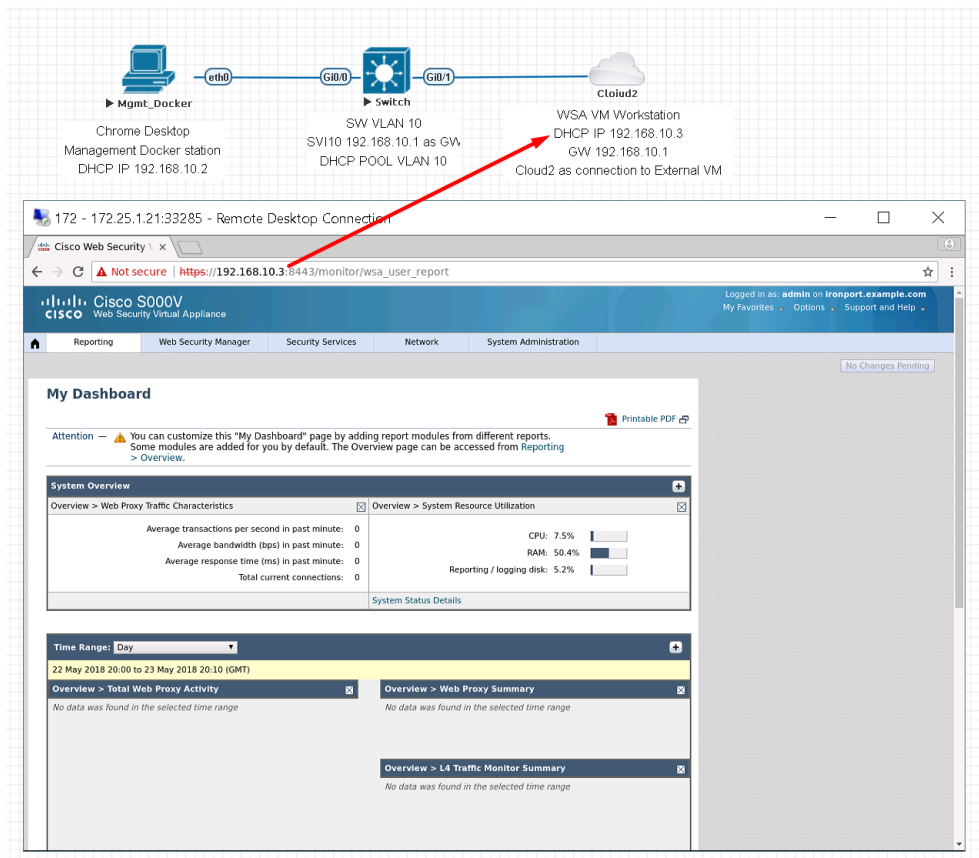 eth0
Gi0/0
Gi0/1
Mgmt_Docker
Switch
Cloiud2
Chrome Desktop
Management Docker station
DHCP IP 192.168.10.2
SW VLAN 10
SVI10 192.168.10.1 as GW
DHCP POOL VLAN 10
WSA VM Workstation
DHCP IP 192.168.10.3
GW 192.168.10.1
Cloud2 as connection to External VM
172 - 172.25.1.21:33285 - Remote Desktop Connection
Cisco Web Security \ x
Not secure | https://192.168.10.3:8443/monitor/wsa_user_report
CISCO
Cisco S000V
Web Security Virtual Appliance
Logged in as: admin on ironport.example.com
My Favorites Options Support and Help
Reporting Web Security Manager Security Services Network System Administration
No Changes Pending
My Dashboard
Printable PDF
Attention — You can customize this "My Dashboard" page by adding report modules from different reports.
Some modules are added for you by default. The Overview page can be accessed from Reporting
> Overview.
System Overview
Overview > Web Proxy Traffic Characteristics
Average transactions per second in past minute: 0
Average bandwidth (bps) in past minute: 0
Average response time (ms) in past minute: 0
Total current connections: 0
Overview > System Resource Utilization
CPU: 7.5%
RAM: 50.4%
Reporting / logging disk: 5.2%
System Status Details
Time Range: Day
22 May 2018 20:00 to 23 May 2018 20:10 (GMT)
Overview > Total Web Proxy Activity
No data was found in the selected time range
Overview > Web Proxy Summary
No data was found in the selected time range
Overview > L4 Traffic Monitor Summary
No data was found in the selected time range